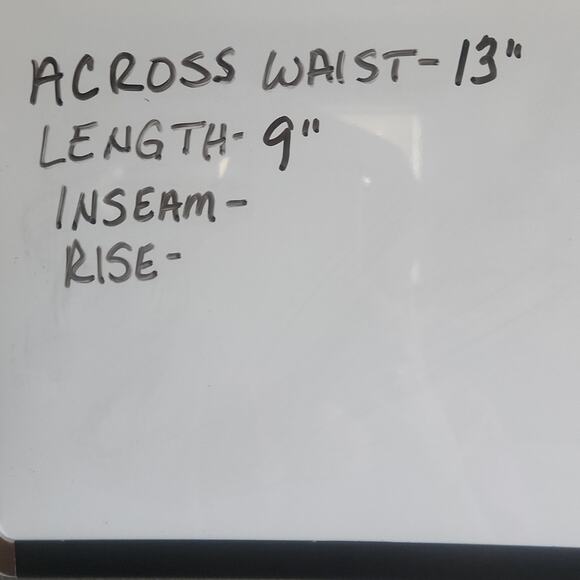 ACROSS WAIST- 13"
LENGTH- 9"
INSEAM-
RISE-